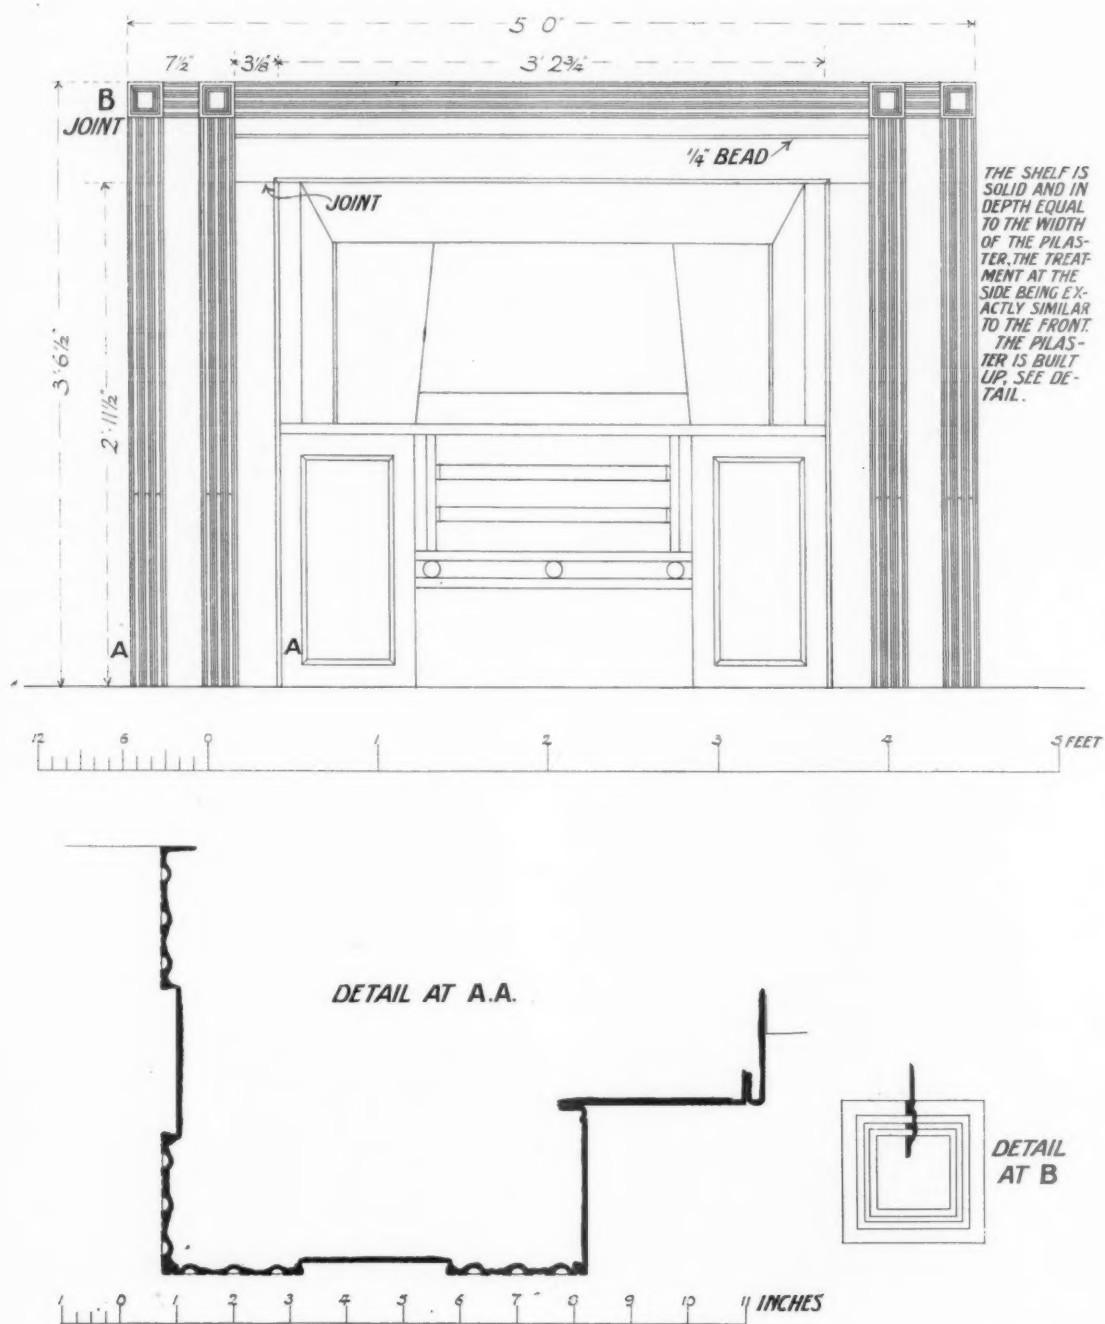 5' 0"
7½" 3⅛" 3' 2¾"
B
JOINT
¼" BEAD
JOINT
THE SHELF IS
SOLID AND IN
DEPTH EQUAL
TO THE WIDTH
OF THE PILAS-
TER, THE TREAT-
MENT AT THE
SIDE BEING EX-
ACTLY SIMILAR
TO THE FRONT.
THE PILAS-
TER IS BUILT
UP, SEE DE-
TAIL.
3' 6½"
2' 11½"
A A
12 6 0 1 2 3 4 5 FEET
DETAIL AT A.A.
DETAIL
AT B
1 0 1 2 3 4 5 6 7 8 9 10 11 INCHES